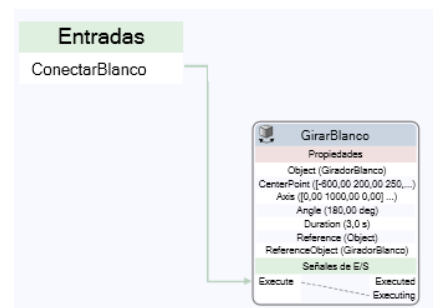 Entradas
ConectarBlanco
GirarBlanco
Propiedades
Object (GiradorBlanco)
CenterPoint ([-600,00 200,00 250,...)
Axis ([0,00 1000,00 0,00] ...)
Angle (180,00 deg)
Duration (3,0 s)
Reference (Object)
ReferenceObject (GiradorBlanco)
Señales de E/S
Execute Executed
Executing